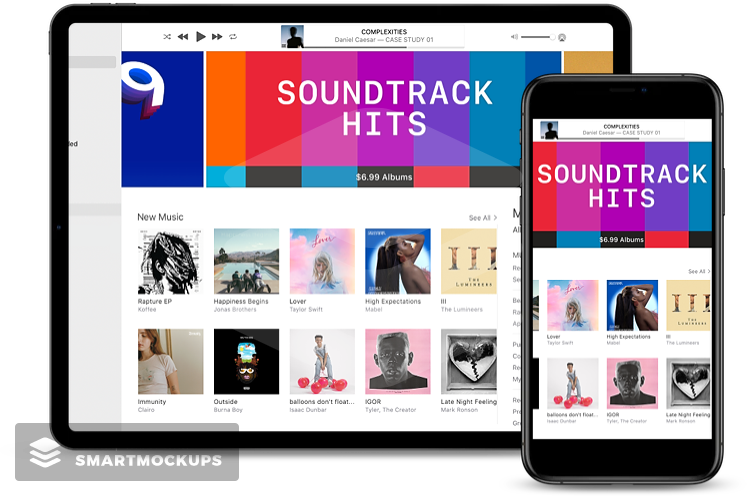 COMPLEXITIES
Daniel Caesar — CASE STUDY 01
SOUNDTRACK
HITS
$6.99 Albums
New Music
See All >
Rapture EP
Koffee
Happiness Begins
Jonas Brothers
Lover
Taylor Swift
High Expectations
Mabel
III
The Lumineers
Immunity
Clairo
Outside
Burna Boy
balloons don't float...
Isaac Dunbar
IGOR
Tyler, The Creator
Late Night Feeling
Mark Ronson
SMARTMOCKUPS
COMPLEXITIES
Daniel Caesar — CASE STUDY 01
SOUNDTRACK
HITS
$6.99 Albums
See All >
Lover
Taylor Swift
High Expectations
Mabel
III
The Lumineers
balloons don't float...
Isaac Dunbar
IGOR
Tyler, The Creator
Late Night Feeling
Mark Ronson